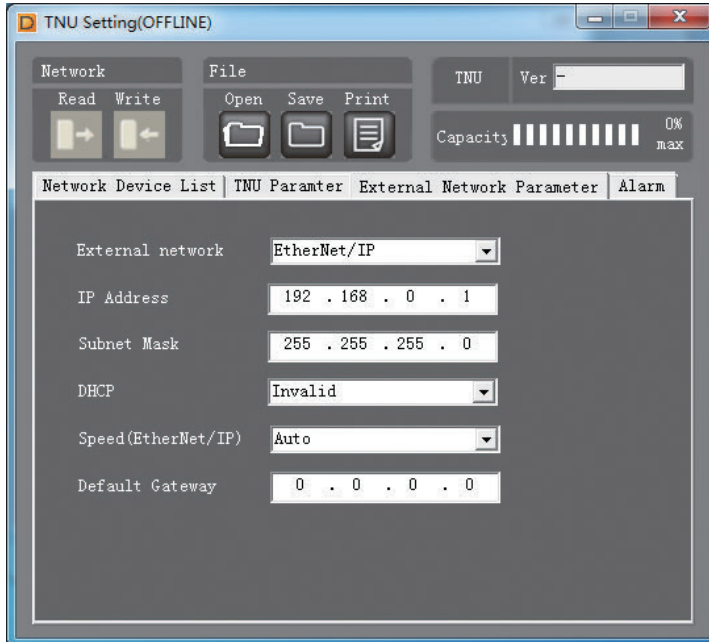 TNU Setting(OFFLINE)
Network
Read Write
File
Open Save Print
TNU Ver -
Capacity 0%
max
Network Device List TNU Paramter External Network Parameter Alarm
External network EtherNet/IP
IP Address 192 . 168 . 0 . 1
Subnet Mask 255 . 255 . 255 . 0
DHCP Invalid
Speed(EtherNet/IP) Auto
Default Gateway 0 . 0 . 0 . 0